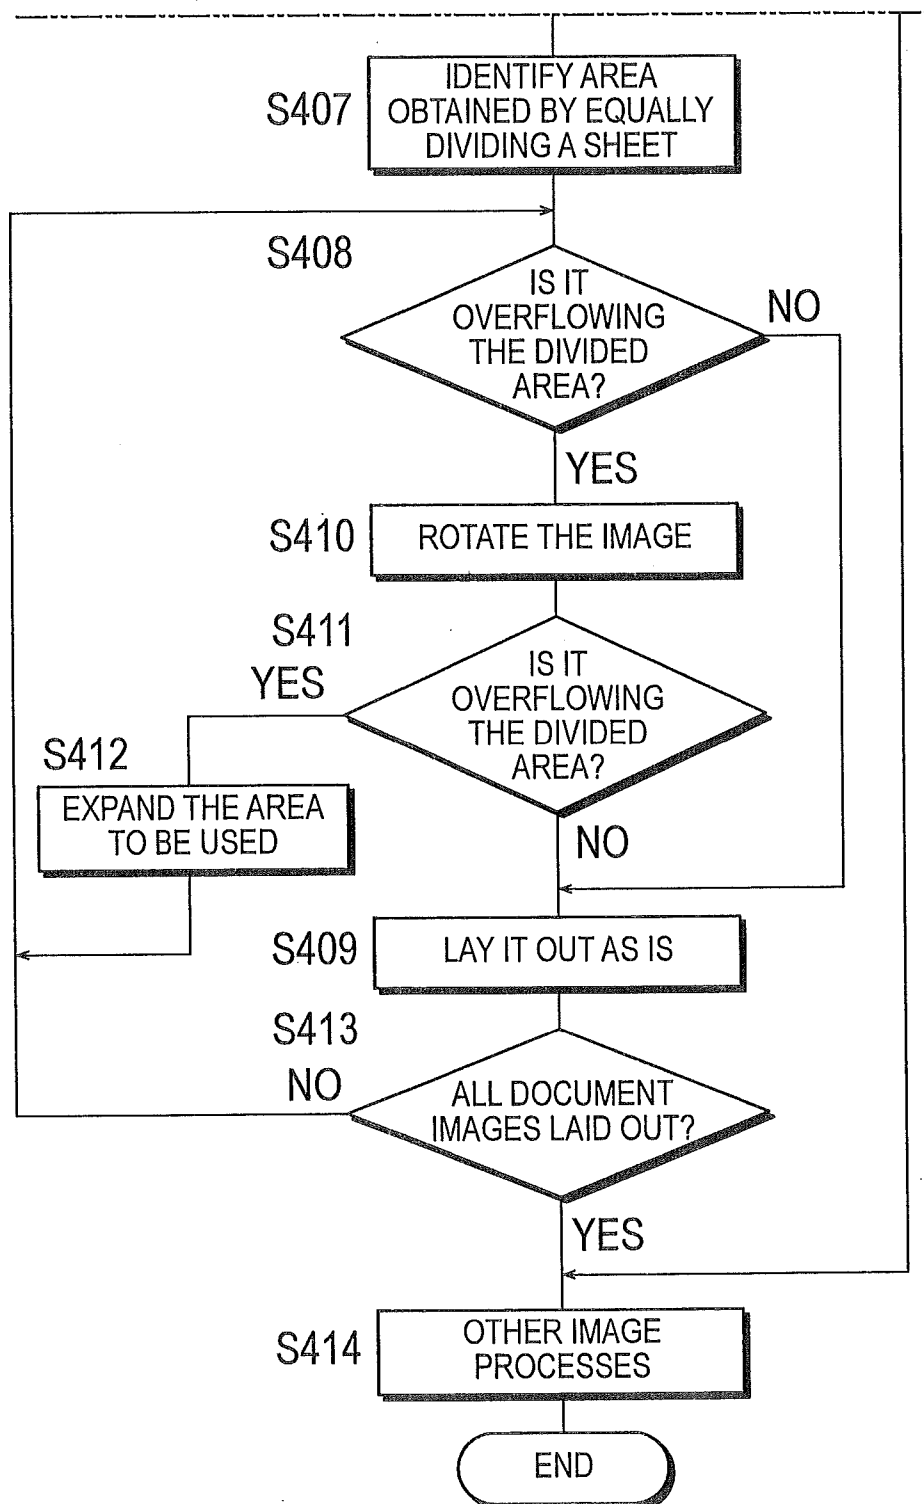 S407
IDENTIFY AREA
OBTAINED BY EQUALLY
DIVIDING A SHEET
S408
IS IT
OVERFLOWING
THE DIVIDED
AREA?
NO
YES
S410
ROTATE THE IMAGE
S411
YES
IS IT
OVERFLOWING
THE DIVIDED
AREA?
S412
EXPAND THE AREA
TO BE USED
NO
S409
LAY IT OUT AS IS
S413
NO
ALL DOCUMENT
IMAGES LAID OUT?
YES
S414
OTHER IMAGE
PROCESSES
END